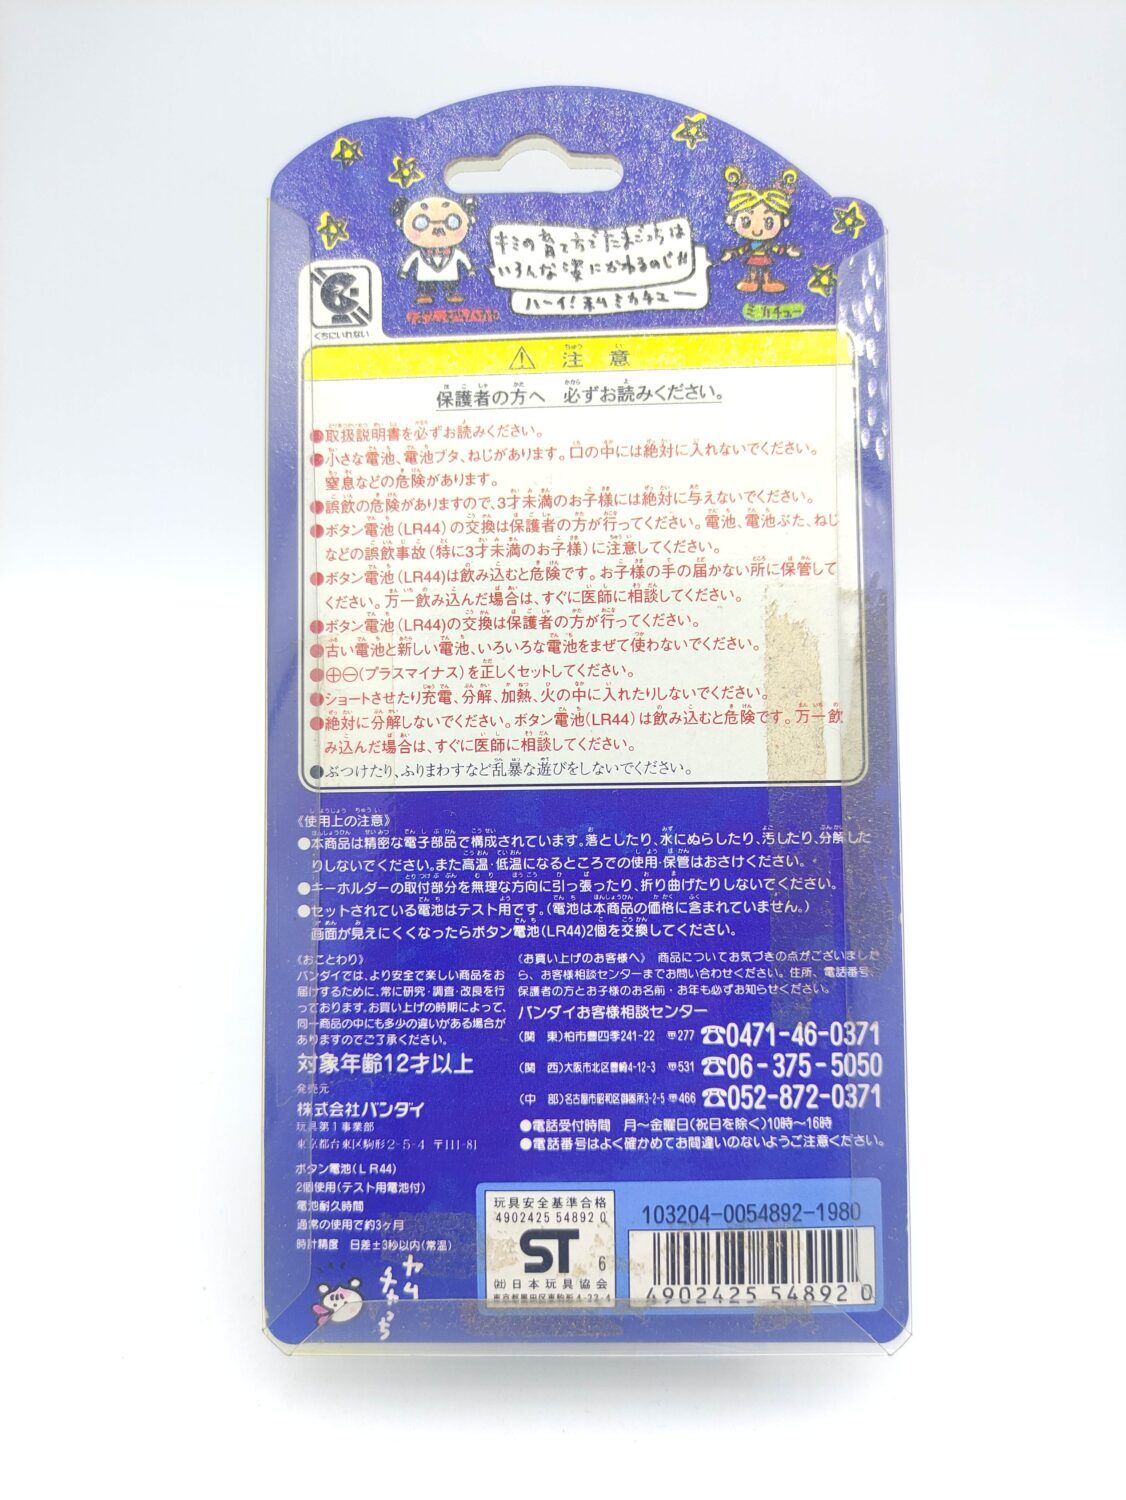 キミの育て方でたまごっちは
いろんな姿にかわるのじゃ!!
ハーイ!私ミカチュー
ミカチュー
くちにいれない
注意
保護者の方へ 必ずお読みください。
●取扱説明書を必ずお読みください。
●小さな電池、電池ブタ、ねじがあります。口の中には絶対に入れないでください。
窒息などの危険があります。
●誤飲の危険がありますので、3才未満のお子様には絶対に与えないでください。
●ボタン電池(LR44)の交換は保護者の方が行ってください。電池、電池ぶた、ねじ
などの誤飲事故(特に3才未満のお子様)に注意してください。
●ボタン電池(LR44)は飲み込むと危険です。お子様の手の届かない所に保管して
ください。万一飲み込んだ場合は、すぐに医師に相談してください。
●ボタン電池(LR44)の交換は保護者の方が行ってください。
●古い電池と新しい電池、いろいろな電池をまぜて使わないでください。
●⊕⊖(プラスマイナス)を正しくセットしてください。
●ショートさせたり充電、分解、加熱、火の中に入れたりしないでください。
●絶対に分解しないでください。ボタン電池(LR44)は飲み込むと危険です。万一飲
み込んだ場合は、すぐに医師に相談してください。
●ぶつけたり、ふりまわすなど乱暴な遊びをしないでください。
《使用上の注意》
●本商品は精密な電子部品で構成されています。落としたり、水にぬらしたり、汚したり、分解した
りしないでください。また高温・低温になるところでの使用・保管はおさけください。
●キーホルダーの取付部分を無理な方向に引っ張ったり、折り曲げたりしないでください。
●セットされている電池はテスト用です。(電池は本商品の価格に含まれていません。)
画面が見えにくくなったらボタン電池(LR44)2個を交換してください。
《おことわり》
バンダイでは、より安全で楽しい商品をお
届けするために、常に研究・調査・改良を行
っております。お買い上げの時期によって、
同一商品の中にも多少の違いがある場合が
ありますのでご了承ください。
対象年齢12才以上
発売元
株式会社バンダイ
玩具第1事業部
東京都台東区駒形2-5-4 〒111-81
《お買い上げのお客様へ》 商品についてお気づきの点がございました
ら、お客様相談センターまでお問い合わせください。住所、電話番号、
保護者の方とお子様のお名前・お年も必ずお知らせください。
バンダイお客様相談センター
(関 東)柏市豊四季241-22 〒277 ☎0471-46-0371
(関 西)大阪市北区豊崎4-12-3 〒531 ☎06-375-5050
(中 部)名古屋市昭和区御器所3-2-5 〒466 ☎052-872-0371
●電話受付時間 月〜金曜日(祝日を除く)10時〜16時
●電話番号はよく確かめてお間違いのないようご注意ください。
ボタン電池(LR44)
2個使用(テスト用電池付)
電池耐久時間
通常の使用で約3ヶ月
時計精度 日差±3秒以内(常温)
玩具安全基準合格
4902425 54892 0
ST 6
(社)日本玩具協会
東京都墨田区東駒形4-22-4
103204-0054892-1980
4902425 54892 0